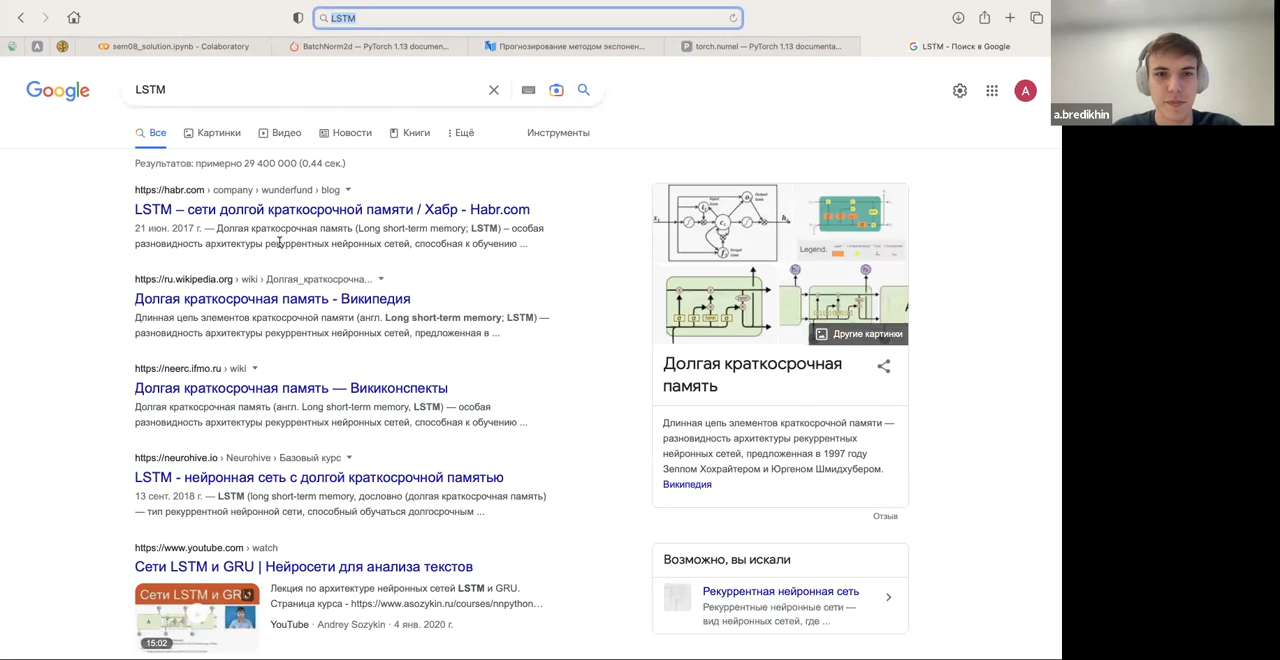 LSTM
sem08_solution.ipynb - Colaboratory
BatchNorm2d — PyTorch 1.13 documen...
Прогнозирование методом экспонен...
torch.numel — PyTorch 1.13 documenta...
LSTM - Поиск в Google
a.bredikhin
Google
LSTM
A
Все
Картинки
Видео
Новости
Книги
Ещё
Инструменты
Результатов: примерно 29 400 000 (0,44 сек.)
https://habr.com › company › wunderfund › blog
LSTM – сети долгой краткосрочной памяти / Хабр - Habr.com
21 июн. 2017 г. — Долгая краткосрочная память (Long short-term memory; LSTM) – особая
разновидность архитектуры рекуррентных нейронных сетей, способная к обучению ...
https://ru.wikipedia.org › wiki › Долгая_краткосрочна...
Долгая краткосрочная память - Википедия
Длинная цепь элементов краткосрочной памяти (англ. Long short-term memory; LSTM) —
разновидность архитектуры рекуррентных нейронных сетей, предложенная в ...
https://neerc.ifmo.ru › wiki
Долгая краткосрочная память — Викиконспекты
Долгая краткосрочная память (англ. Long short-term memory, LSTM) — особая
разновидность архитектуры рекуррентных нейронных сетей, способная к обучению ...
https://neurohive.io › Neurohive › Базовый курс
LSTM - нейронная сеть с долгой краткосрочной памятью
13 сент. 2018 г. — LSTM (long short-term memory, дословно (долгая краткосрочная память)
— тип рекуррентной нейронной сети, способный обучаться долгосрочным ...
https://www.youtube.com › watch
Сети LSTM и GRU | Нейросети для анализа текстов
Сети LSTM и GR
15:02
Лекция по архитектуре нейронных сетей LSTM и GRU.
Страница курса - https://www.asozykin.ru/courses/nnpython...
YouTube · Andrey Sozykin · 4 янв. 2020 г.
Legend:
Другие картинки
Долгая краткосрочная
память
Длинная цепь элементов краткосрочной памяти —
разновидность архитектуры рекуррентных
нейронных сетей, предложенная в 1997 году
Зеппом Хохрайтером и Юргеном Шмидхубером.
Википедия
Отзыв
Возможно, вы искали
Рекуррентная нейронная сеть
Рекуррентные нейронные сети —
вид нейронных сетей, где ...